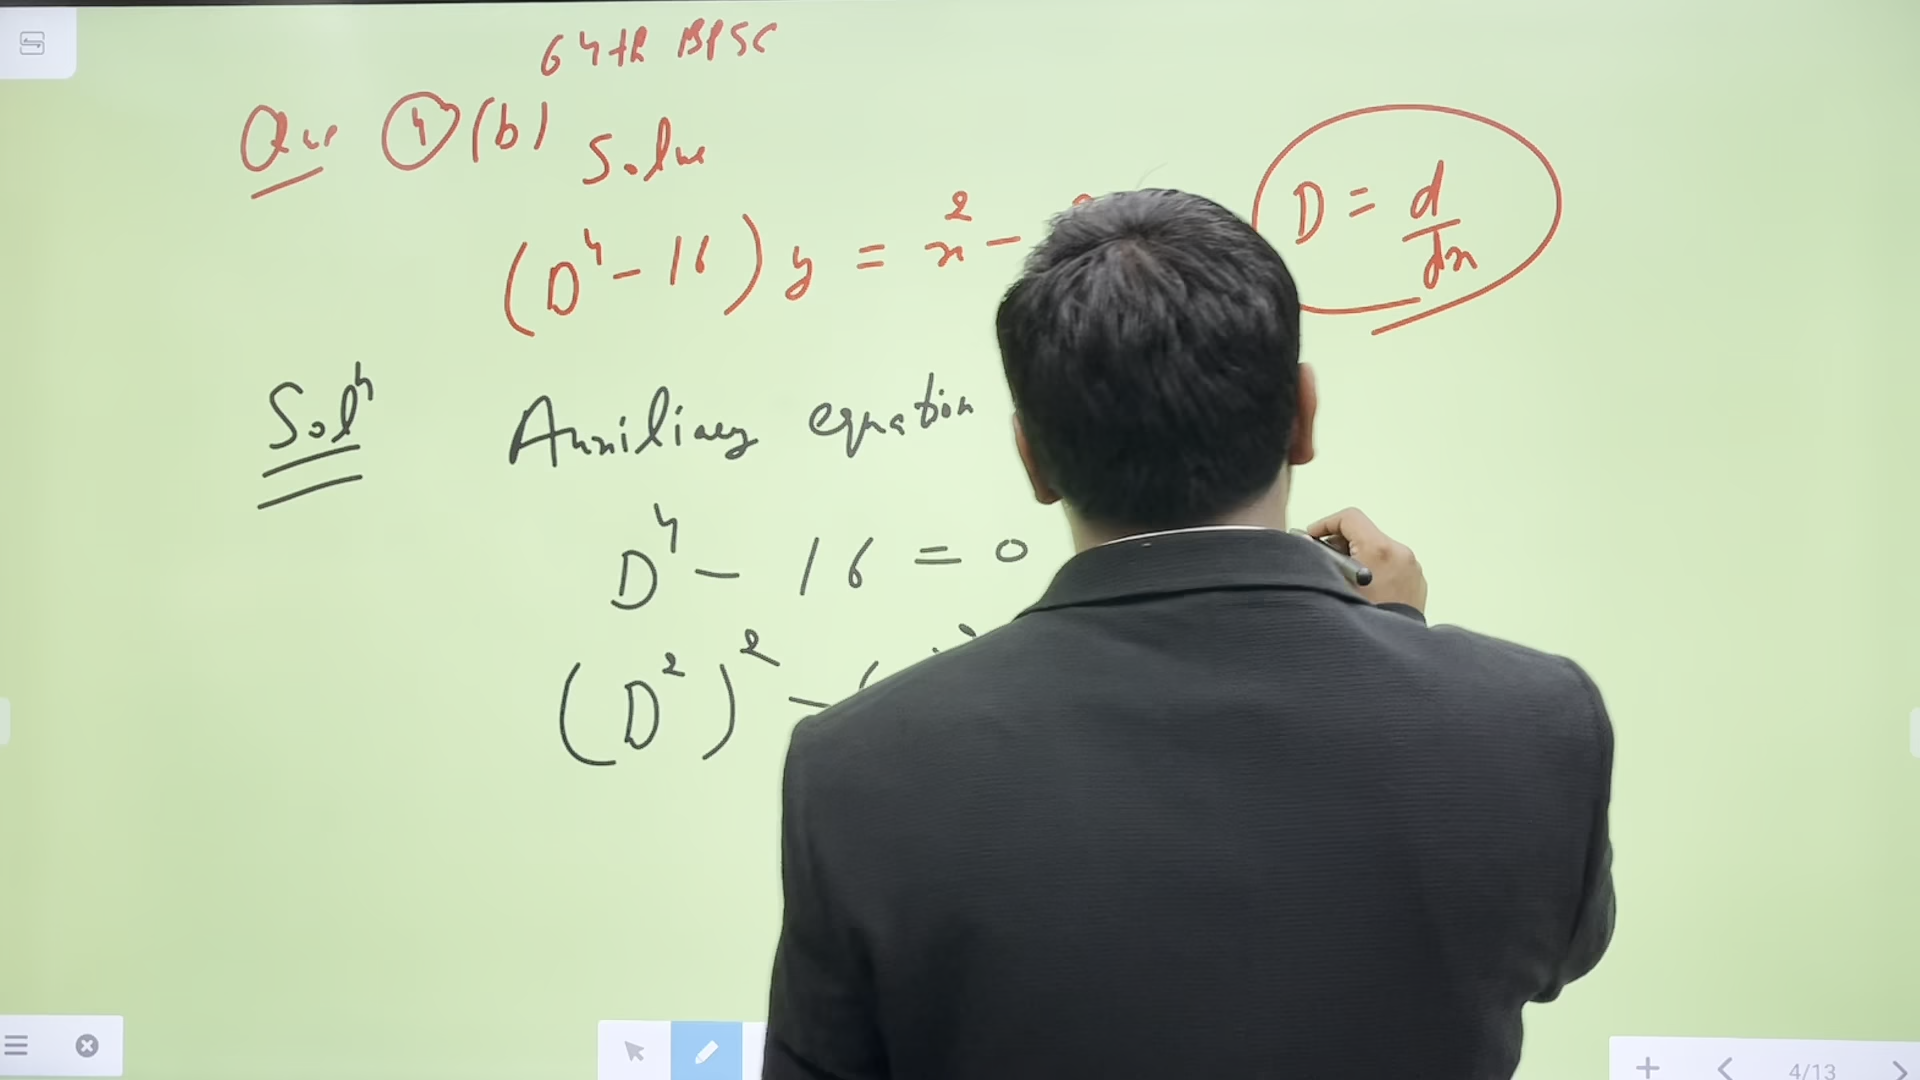 64th BPSC
Que 4 (b) Solve
(D⁴ - 16) y = x² -
D = d/dx
Solⁿ Auxiliary equation
D⁴ - 16 = 0
(D²)² - (
4/13